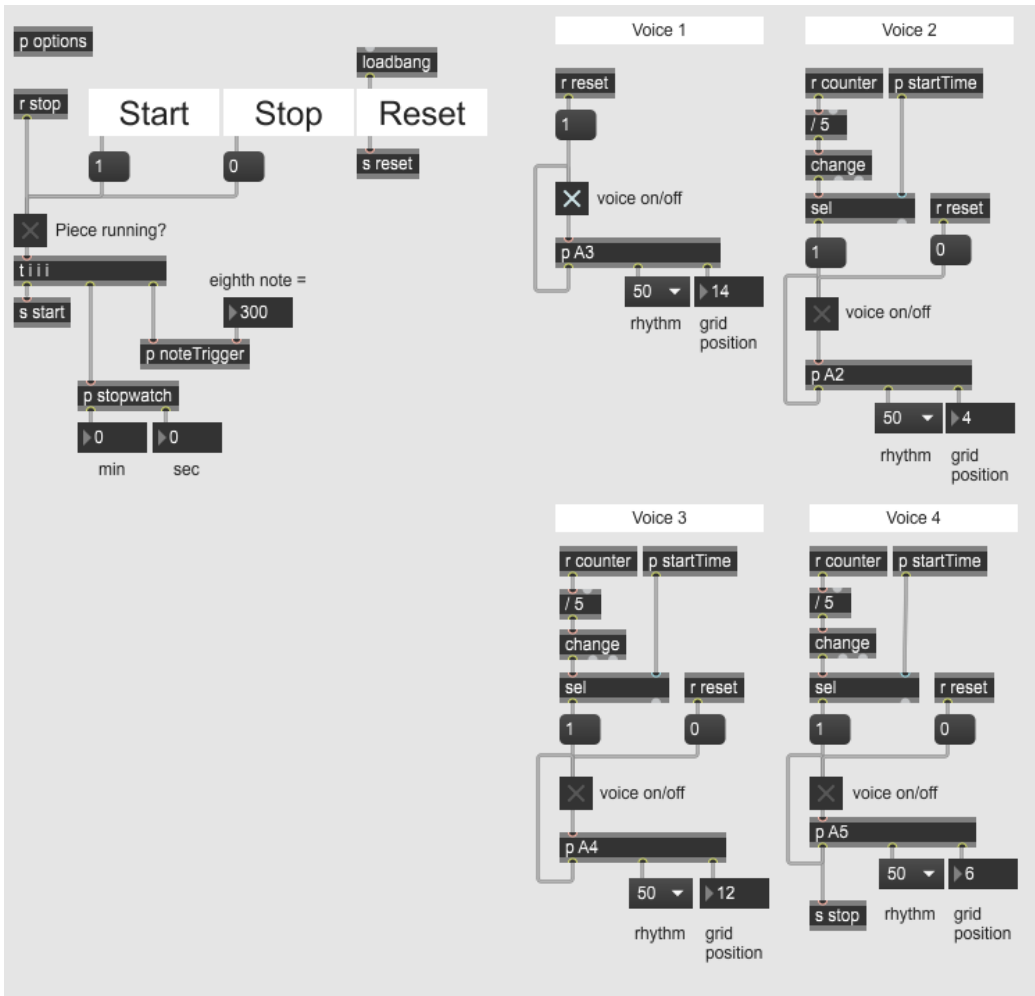 p options
loadbang
r stop
Start
Stop
Reset
1
0
s reset
Piece running?
t i i i
s start
eighth note =
300
p noteTrigger
p stopwatch
0
0
min
sec
Voice 1
r reset
1
voice on/off
p A3
50
14
rhythm
grid
position
Voice 2
r counter
p startTime
/ 5
change
sel
r reset
1
0
voice on/off
p A2
50
4
rhythm
grid
position
Voice 3
r counter
p startTime
/ 5
change
sel
r reset
1
0
voice on/off
p A4
50
12
rhythm
grid
position
Voice 4
r counter
p startTime
/ 5
change
sel
r reset
1
0
voice on/off
p A5
50
6
s stop
rhythm
grid
position